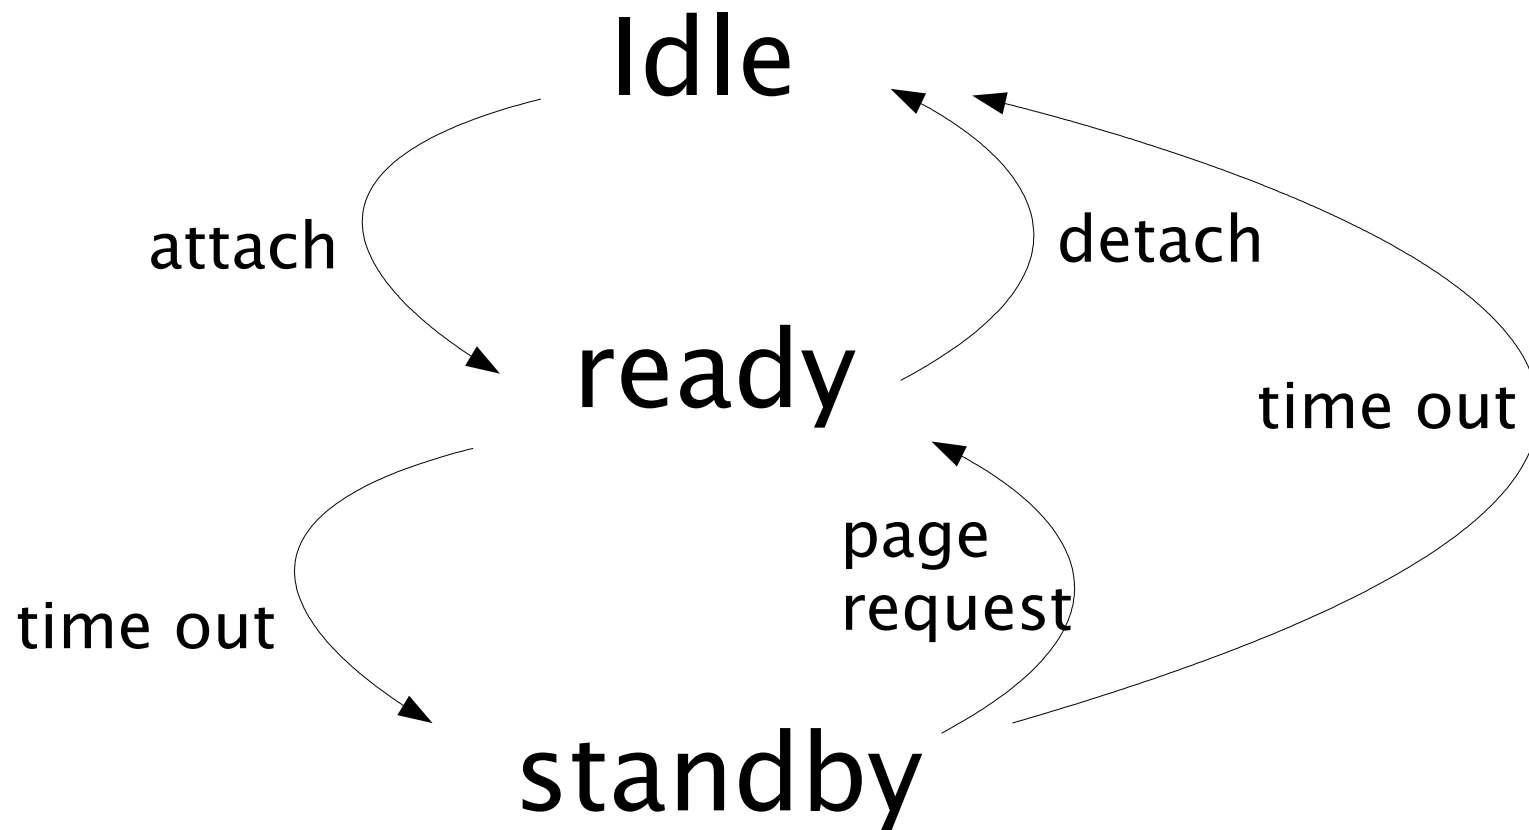 Idle
attach
detach
ready
time out
page
request
time out
standby